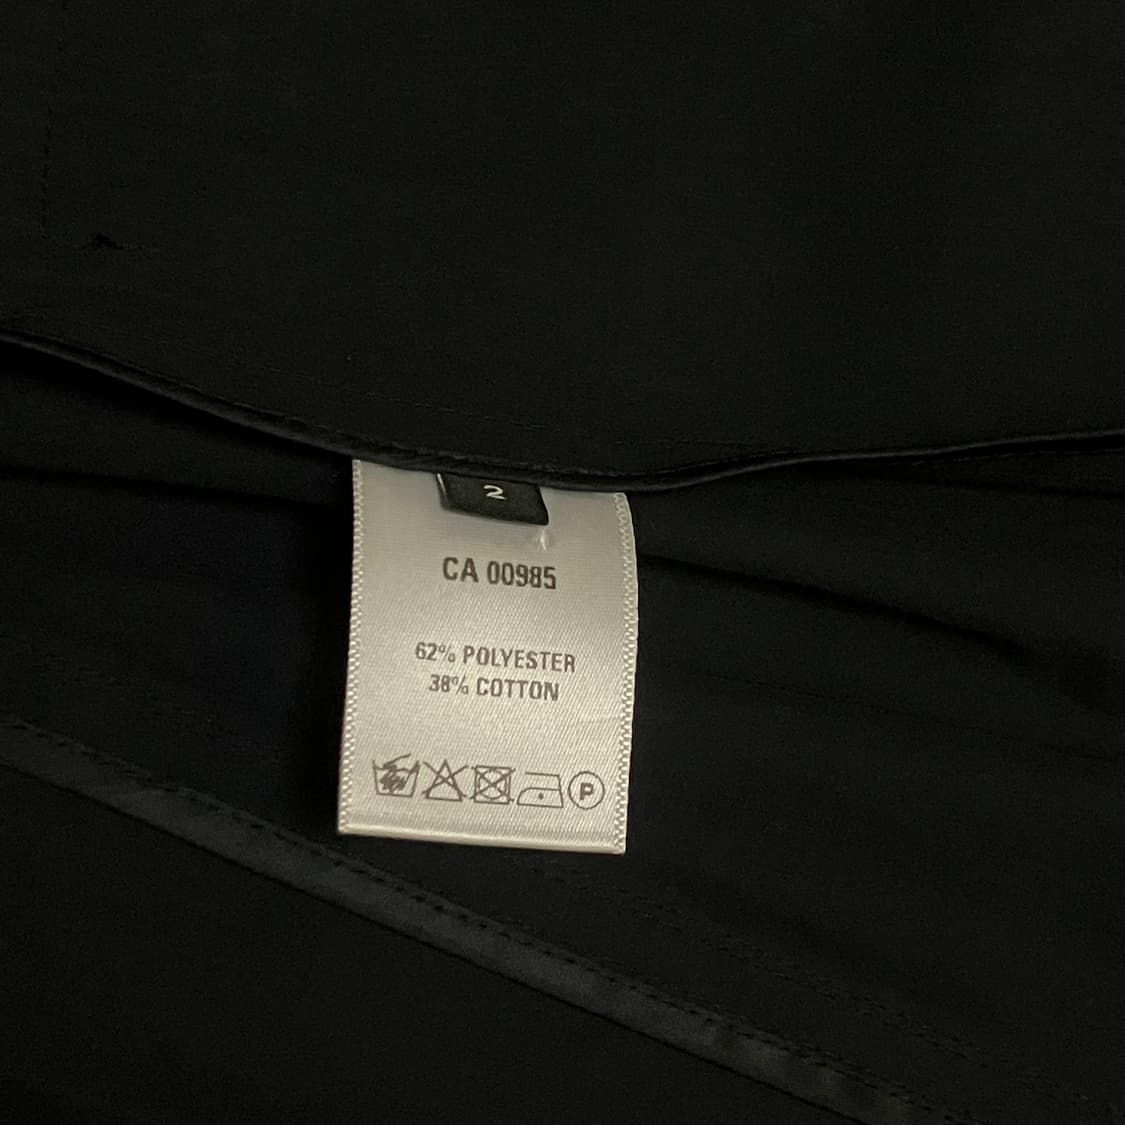 2
CA 00985
62% POLYESTER
38% COTTON
P